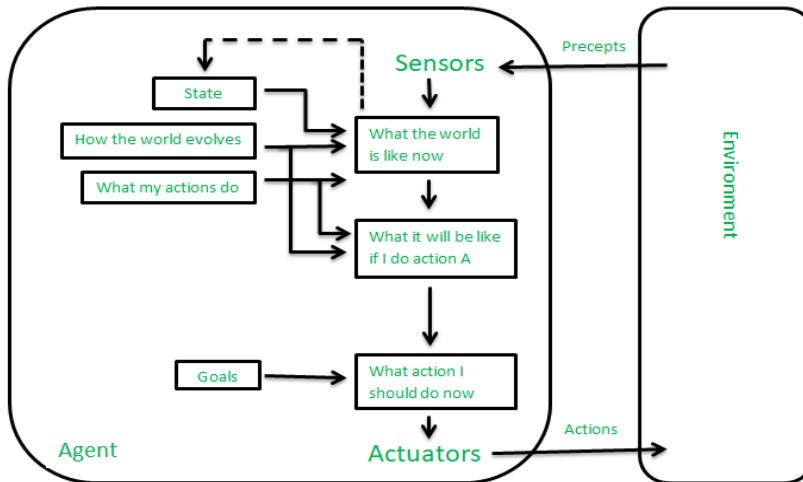 Precepts
Sensors
State
What the world
is like now
How the world evolves
What my actions do
Environment
What it will be like
if I do action A
Goals
What action I
should do now
Agent
Actuators
Actions